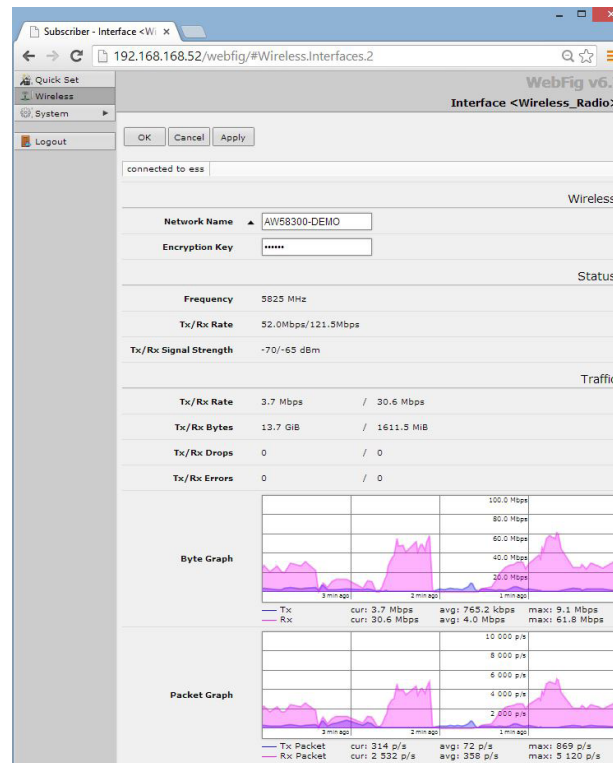 Subscriber - Interface <Wi
192.168.168.52/webfig/#Wireless.Interfaces.2
Quick Set
Wireless
System
Logout
WebFig v6.
Interface <Wireless_Radio>
OK Cancel Apply
connected to ess
Wireless
Network Name AW58300-DEMO
Encryption Key ••••••
Status
Frequency 5825 MHz
Tx/Rx Rate 52.0Mbps/121.5Mbps
Tx/Rx Signal Strength -70/-65 dBm
Traffic
Tx/Rx Rate 3.7 Mbps / 30.6 Mbps
Tx/Rx Bytes 13.7 GiB / 1611.5 MiB
Tx/Rx Drops 0 / 0
Tx/Rx Errors 0 / 0
Byte Graph
100.0 Mbps
80.0 Mbps
60.0 Mbps
40.0 Mbps
20.0 Mbps
3 min ago 2 min ago 1 min ago
Tx cur: 3.7 Mbps avg: 765.2 kbps max: 9.1 Mbps
Rx cur: 30.6 Mbps avg: 4.0 Mbps max: 61.8 Mbps
Packet Graph
10 000 p/s
8 000 p/s
6 000 p/s
4 000 p/s
2 000 p/s
3 min ago 2 min ago 1 min ago
Tx Packet cur: 314 p/s avg: 72 p/s max: 869 p/s
Rx Packet cur: 2 532 p/s avg: 358 p/s max: 5 120 p/s